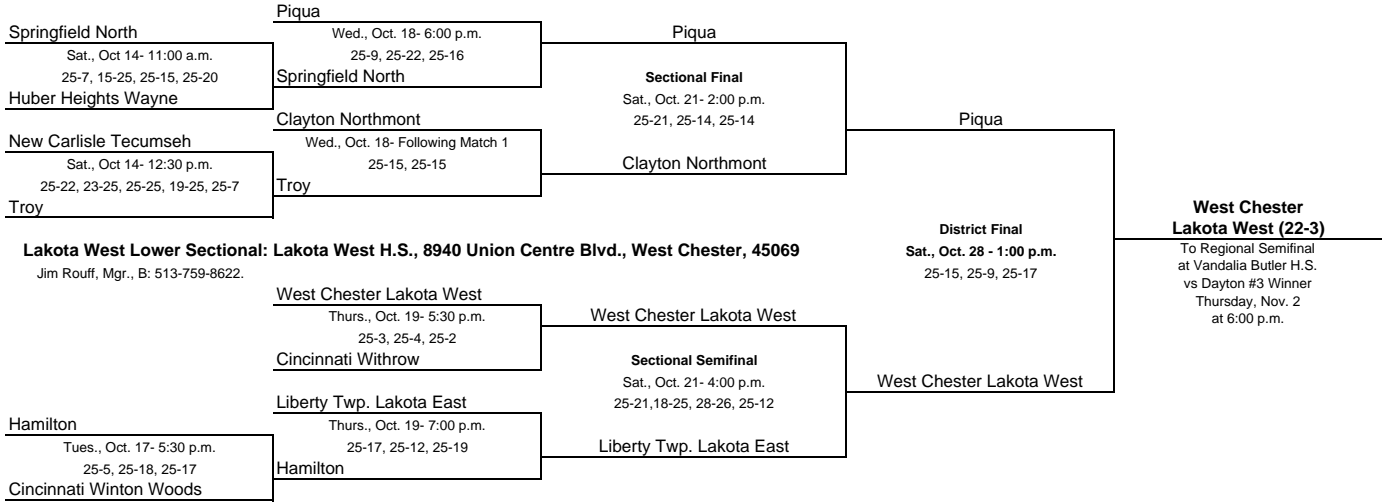 Piqua
Springfield North
Wed., Oct. 18- 6:00 p.m.
Piqua
Sat., Oct 14- 11:00 a.m.
25-9, 25-22, 25-16
25-7, 15-25, 25-15, 25-20
Springfield North
Sectional Final
Huber Heights Wayne
Sat., Oct. 21- 2:00 p.m.
Clayton Northmont
25-21, 25-14, 25-14
Piqua
New Carlisle Tecumseh
Wed., Oct. 18- Following Match 1
Sat., Oct 14- 12:30 p.m.
25-15, 25-15
Clayton Northmont
25-22, 23-25, 25-25, 19-25, 25-7
Troy
Troy
West Chester
Lakota West (22-3)
District Final
Lakota West Lower Sectional: Lakota West H.S., 8940 Union Centre Blvd., West Chester, 45069
Sat., Oct. 28 - 1:00 p.m.
To Regional Semifinal
Jim Rouff, Mgr., B: 513-759-8622.
25-15, 25-9, 25-17
at Vandalia Butler H.S.
vs Dayton #3 Winner
Thursday, Nov. 2
at 6:00 p.m.
West Chester Lakota West
Thurs., Oct. 19- 5:30 p.m.
West Chester Lakota West
25-3, 25-4, 25-2
Cincinnati Withrow
Sectional Semifinal
Sat., Oct. 21- 4:00 p.m.
West Chester Lakota West
Liberty Twp. Lakota East
25-21,18-25, 28-26, 25-12
Hamilton
Thurs., Oct. 19- 7:00 p.m.
Tues., Oct. 17- 5:30 p.m.
25-17, 25-12, 25-19
Liberty Twp. Lakota East
25-5, 25-18, 25-17
Hamilton
Cincinnati Winton Woods